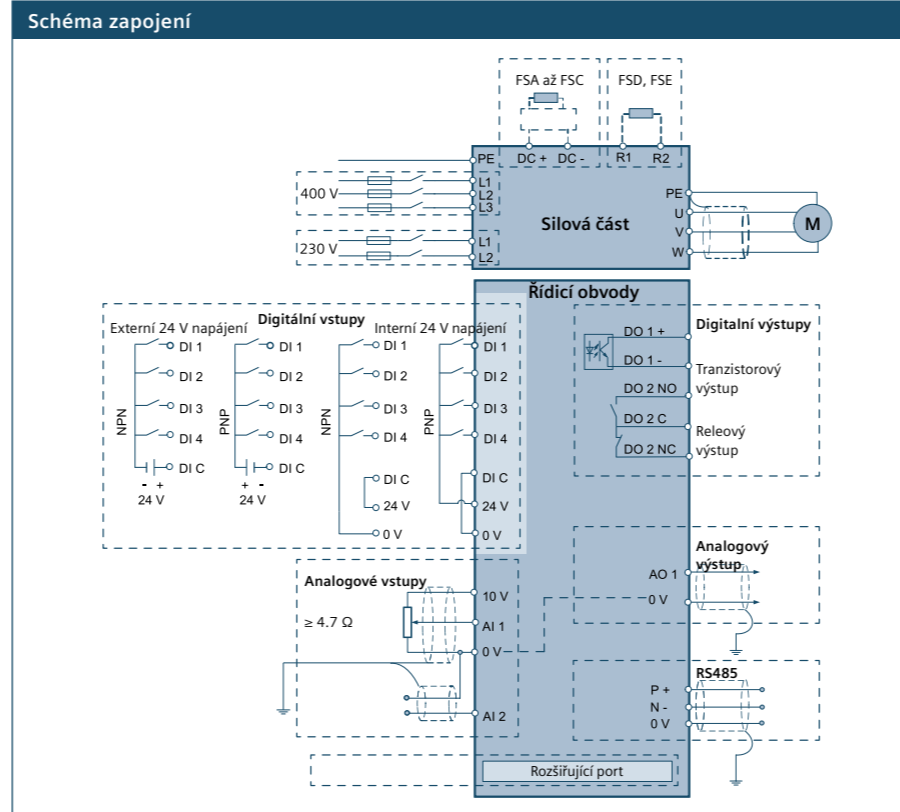 Schéma zapojení
FSA až FSC
FSD, FSE
PE
DC +
DC -
R1
R2
400 V
L1
L2
L3
230 V
L1
L2
Silová část
PE
U
V
W
M
Řídicí obvody
Digitální vstupy
Externí 24 V napájení
Interní 24 V napájení
NPN
DI 1
DI 2
DI 3
DI 4
DI C
- +
24 V
PNP
DI 1
DI 2
DI 3
DI 4
DI C
+ -
24 V
NPN
DI 1
DI 2
DI 3
DI 4
DI C
24 V
0 V
PNP
DI 1
DI 2
DI 3
DI 4
DI C
24 V
0 V
Digitalní výstupy
DO 1 +
DO 1 -
Tranzistorový
výstup
DO 2 NO
DO 2 C
DO 2 NC
Releový
výstup
Analogové vstupy
≥ 4.7 Ω
10 V
AI 1
0 V
AI 2
Analogový
výstup
AO 1
0 V
RS485
P +
N -
0 V
Rozšiřující port